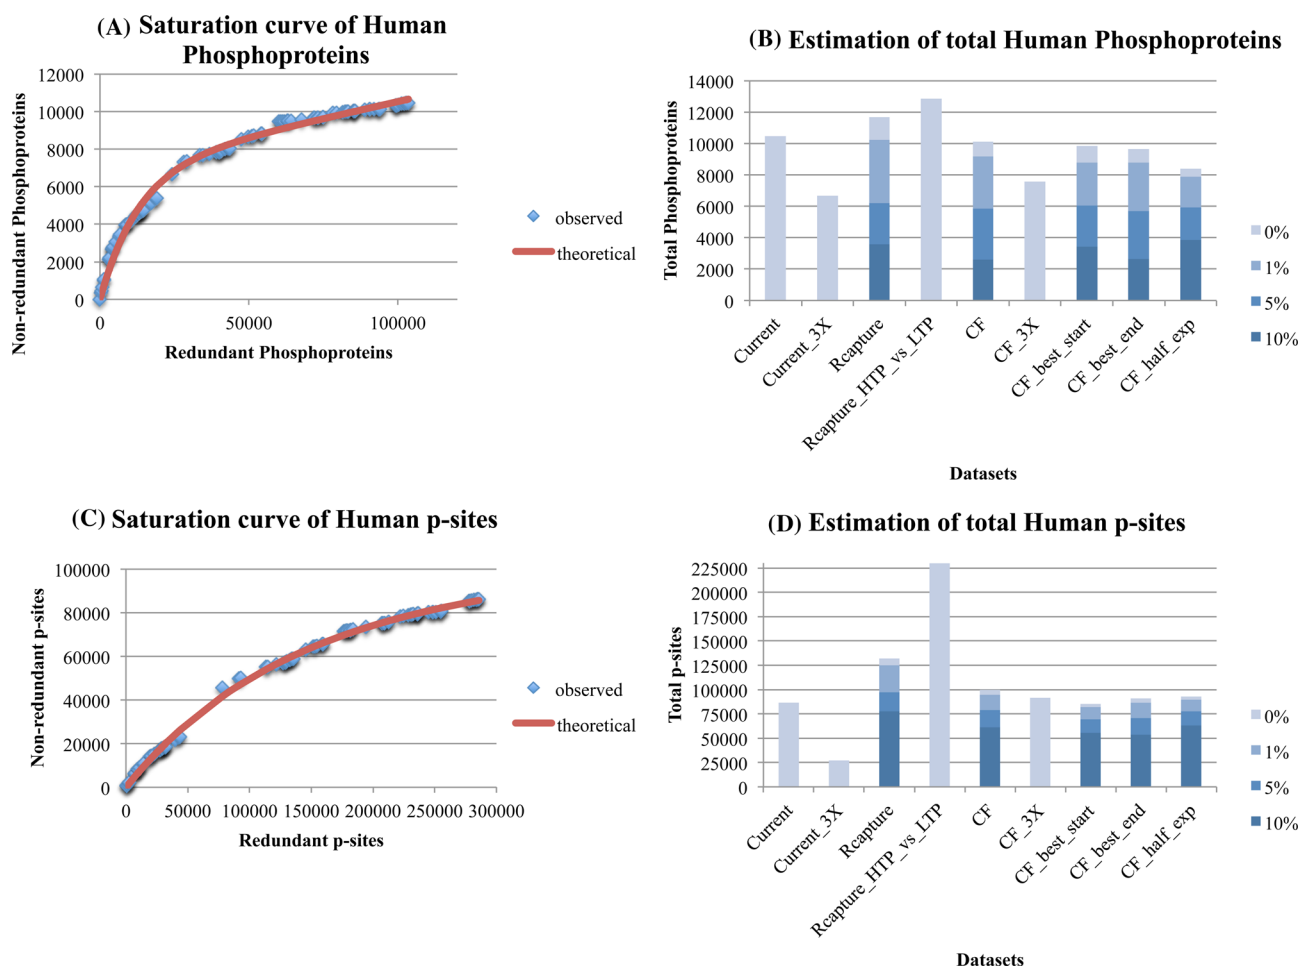 (A) Saturation curve of Human
Phosphoproteins
12000
10000
8000
6000
4000
2000
0
0 50000 100000
Non-redundant Phosphoproteins
Redundant Phosphoproteins
observed
theoretical
(B) Estimation of total Human Phosphoproteins
14000
12000
10000
8000
6000
4000
2000
0
Total Phosphoproteins
Current
Current_3X
Rcapture
Rcapture_HTP_vs_LTP
CF
CF_3X
CF_best_start
CF_best_end
CF_half_exp
Datasets
0%
1%
5%
10%
(C) Saturation curve of Human p-sites
100000
80000
60000
40000
20000
0
0 50000 100000 150000 200000 250000 300000
Non-redundant p-sites
Redundant p-sites
observed
theoretical
(D) Estimation of total Human p-sites
225000
200000
175000
150000
125000
100000
75000
50000
25000
0
Total p-sites
Current
Current_3X
Rcapture
Rcapture_HTP_vs_LTP
CF
CF_3X
CF_best_start
CF_best_end
CF_half_exp
Datasets
0%
1%
5%
10%